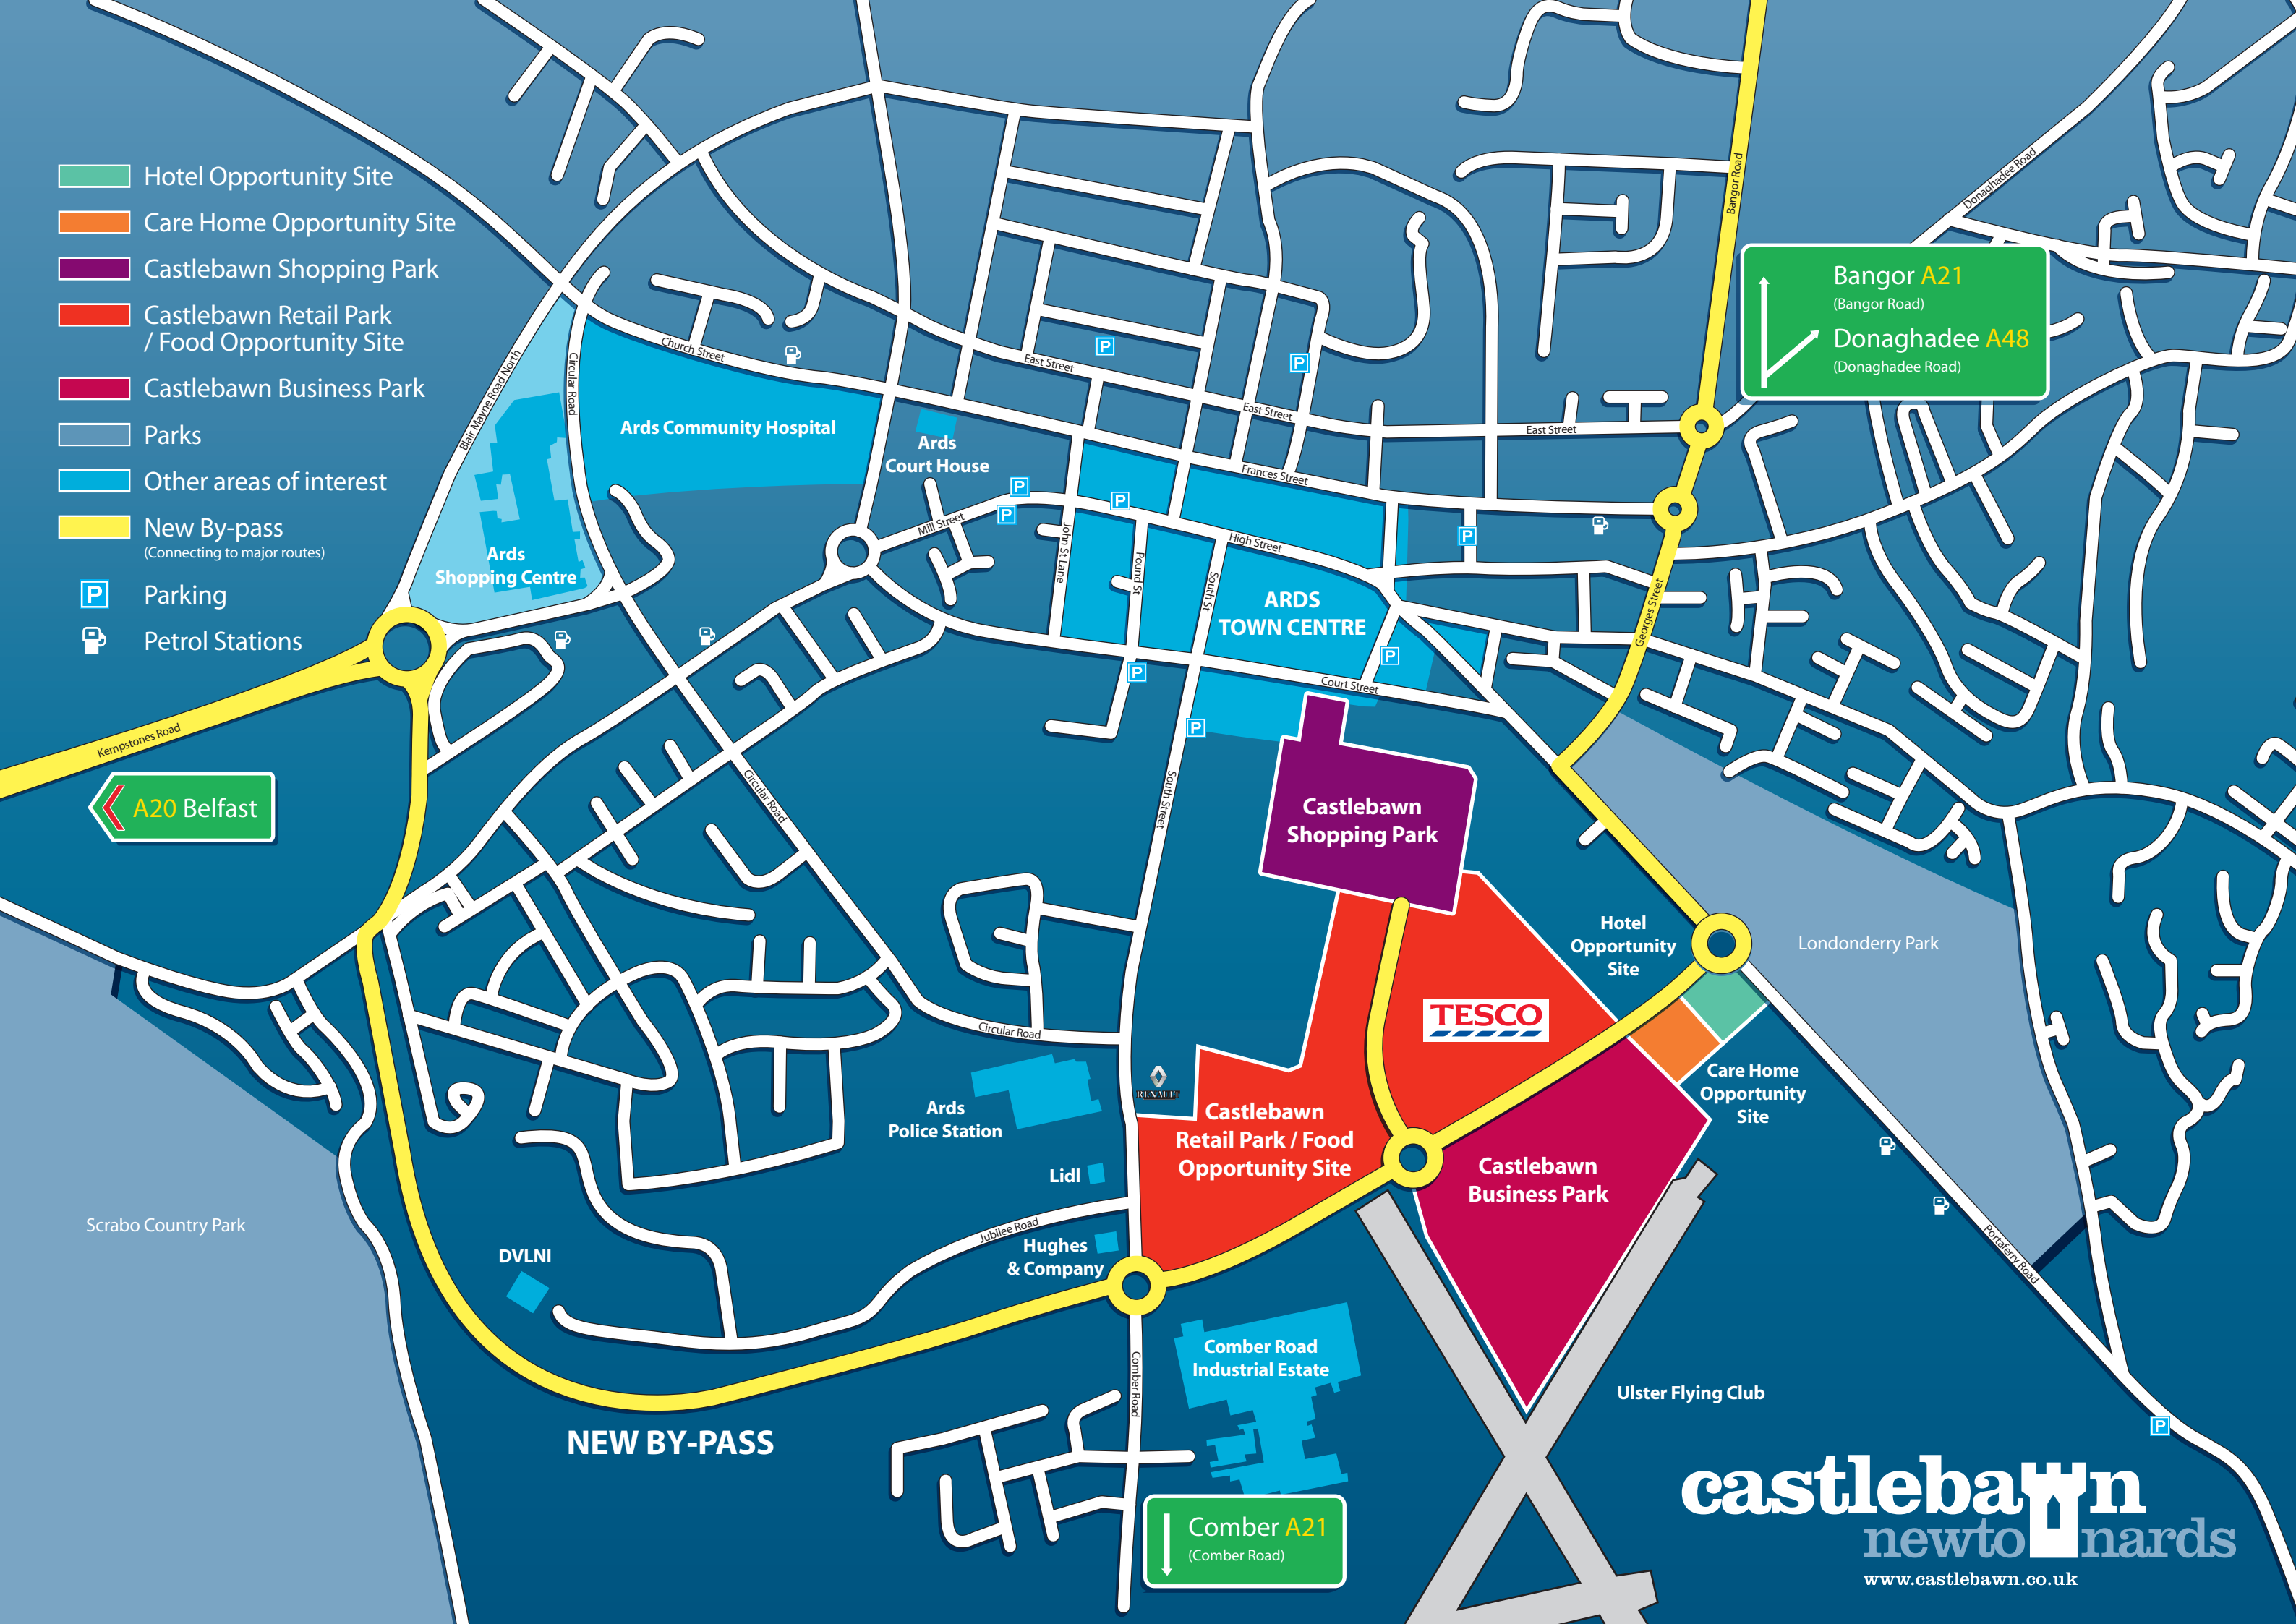 Hotel Opportunity Site
Care Home Opportunity Site
Castlebawn Shopping Park
Castlebawn Retail Park
/ Food Opportunity Site
Castlebawn Business Park
Parks
Other areas of interest
New By-pass
(Connecting to major routes)
P
Parking
Petrol Stations
Bangor Road
Donaghadee Road
Bangor A21
(Bangor Road)
Donaghadee A48
(Donaghadee Road)
Blair Mayne Road North
Circular Road
Church Street
East Street
P
P
East Street
East Street
Ards Community Hospital
Ards
Court House
Frances Street
P
P
P
P
Mill Street
High Street
John St Lane
Pound St
South St
Ards
Shopping Centre
ARDS
TOWN CENTRE
Georges Street
P
P
P
Court Street
Kempstones Road
A20 Belfast
Circular Road
South Street
Castlebawn
Shopping Park
Hotel
Opportunity
Site
Londonderry Park
TESCO
Circular Road
RENAULT
Care Home
Opportunity
Site
Ards
Police Station
Castlebawn
Retail Park / Food
Opportunity Site
Lidl
Castlebawn
Business Park
Scrabo Country Park
Jubilee Road
Hughes
& Company
DVLNI
Portaferry Road
Comber Road
Industrial Estate
Comber Road
Ulster Flying Club
P
NEW BY-PASS
Comber A21
(Comber Road)
castlebawn
newtownards
www.castlebawn.co.uk